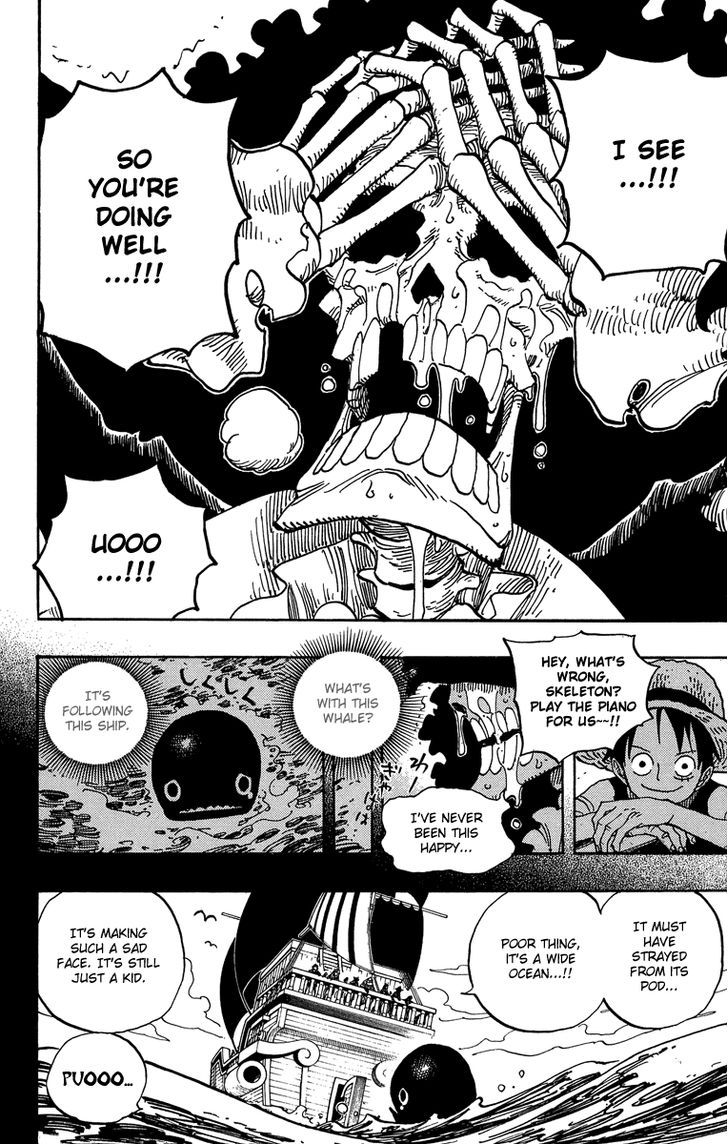 I SEE
...!!!
SO
YOU'RE
DOING
WELL
...!!!
UOOO
...!!!
HEY, WHAT'S
WRONG,
SKELETON?
PLAY THE PIANO
FOR US~~!!
I'VE NEVER
BEEN THIS
HAPPY...
WHAT'S
WITH THIS
WHALE?
IT'S
FOLLOWING
THIS SHIP.
IT MUST
HAVE
STRAYED
FROM ITS
POD...
POOR THING,
IT'S A WIDE
OCEAN...!!
IT'S MAKING
SUCH A SAD
FACE. IT'S STILL
JUST A KID.
PUOOO...